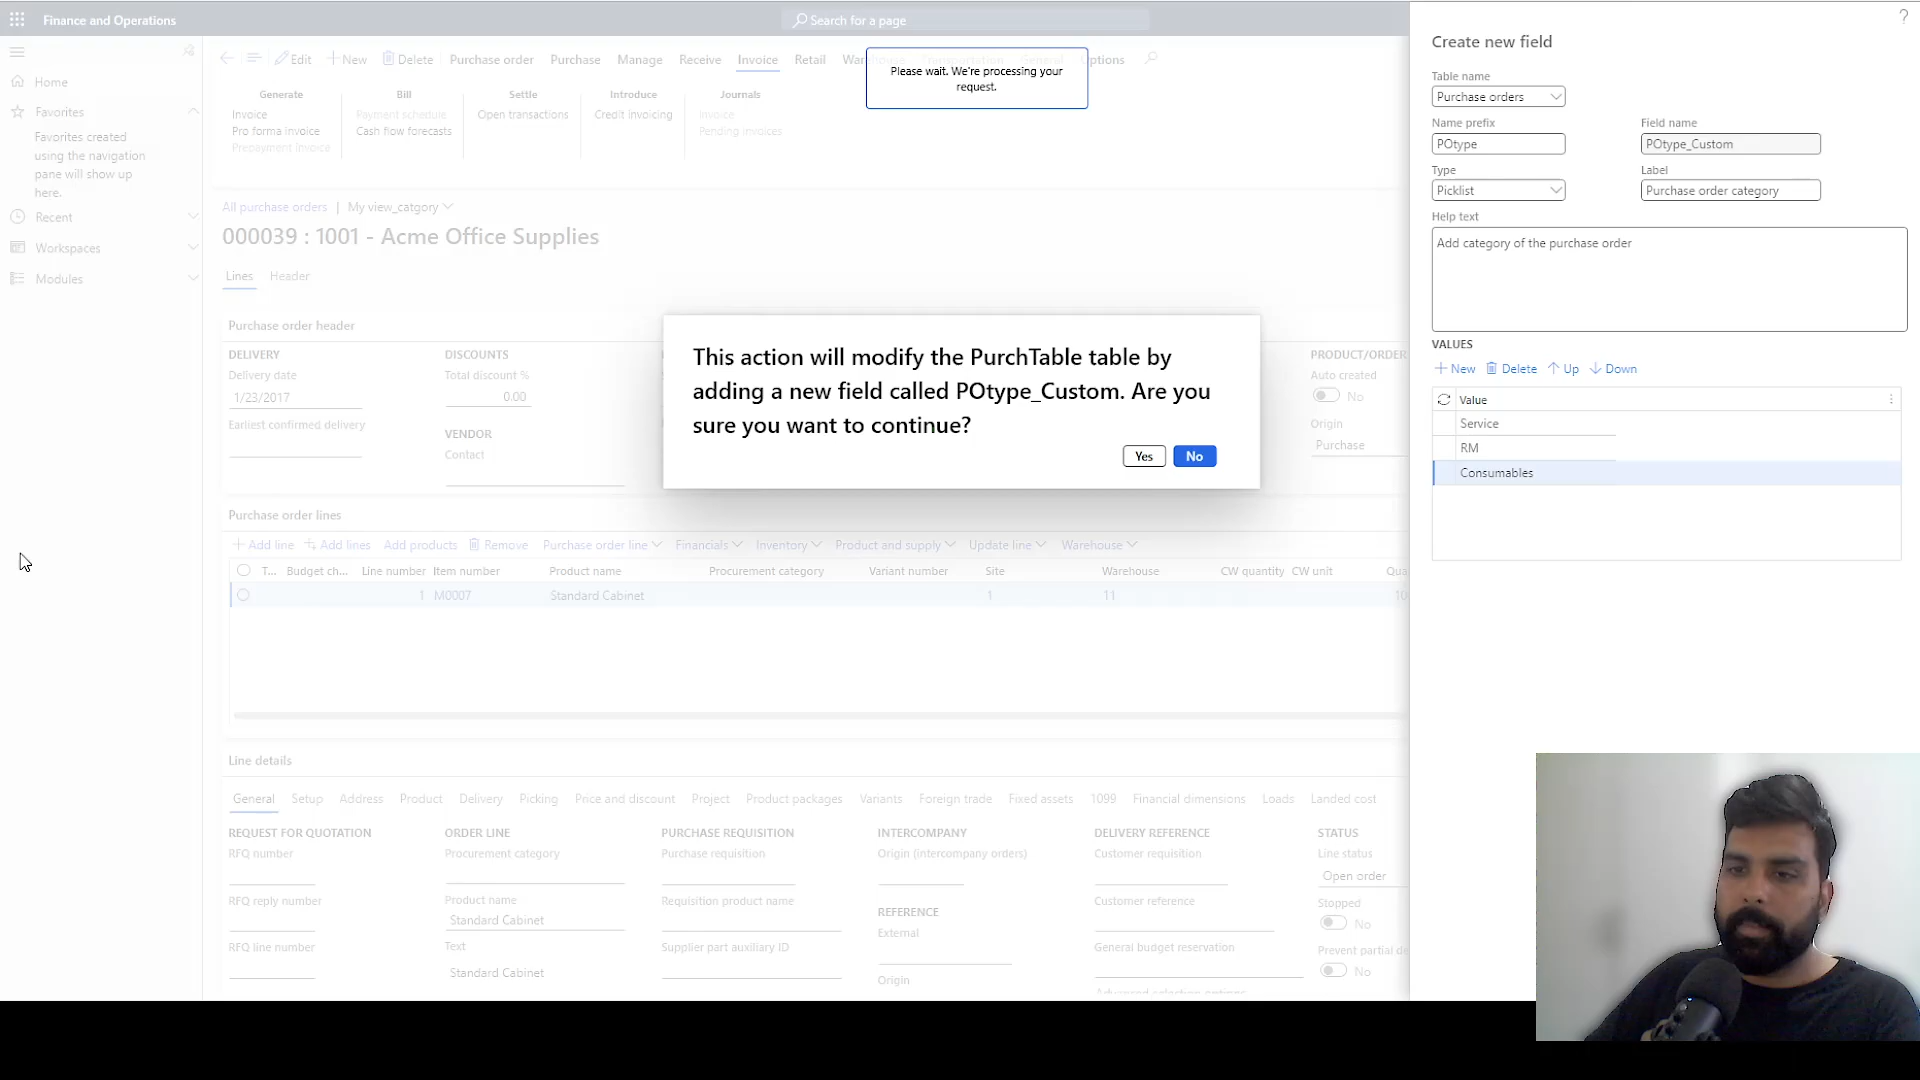 Finance and Operations
Search for a page
?
Edit
New
Delete
Purchase order
Purchase
Manage
Receive
Invoice
Retail
Options
Please wait. We're processing your
request.
Home
Favorites
Favorites created
using the navigation
pane will show up
here.
Recent
Workspaces
Modules
Generate
Invoice
Pro forma invoice
Prepayment invoice
Bill
Payment schedule
Cash flow forecasts
Settle
Open transactions
Introduce
Credit invoicing
Journals
Invoice
Pending invoices
All purchase orders | My view_catgory
000039 : 1001 - Acme Office Supplies
Lines
Header
Purchase order header
DELIVERY
Delivery date
1/23/2017
Earliest confirmed delivery
DISCOUNTS
Total discount %
0.00
VENDOR
Contact
PRODUCT/ORDER
Auto created
No
Origin
Purchase
This action will modify the PurchTable table by
adding a new field called POtype_Custom. Are you
sure you want to continue?
Yes
No
Purchase order lines
Add line
Add lines
Add products
Remove
Purchase order line
Financials
Inventory
Product and supply
Update line
Warehouse
T...
Budget ch...
Line number
Item number
Product name
Procurement category
Variant number
Site
Warehouse
CW quantity
CW unit
Qua
1
M0007
Standard Cabinet
1
11
10
Line details
General
Setup
Address
Product
Delivery
Picking
Price and discount
Project
Product packages
Variants
Foreign trade
Fixed assets
1099
Financial dimensions
Loads
Landed cost
REQUEST FOR QUOTATION
RFQ number
RFQ reply number
RFQ line number
ORDER LINE
Procurement category
Product name
Standard Cabinet
Text
Standard Cabinet
PURCHASE REQUISITION
Purchase requisition
Requisition product name
Supplier part auxiliary ID
INTERCOMPANY
Origin (intercompany orders)
REFERENCE
External
Origin
DELIVERY REFERENCE
Customer requisition
Customer reference
General budget reservation
STATUS
Line status
Open order
Stopped
No
Prevent partial de
No
Create new field
Table name
Purchase orders
Name prefix
POtype
Field name
POtype_Custom
Type
Picklist
Label
Purchase order category
Help text
Add category of the purchase order
VALUES
New
Delete
Up
Down
Value
Service
RM
Consumables